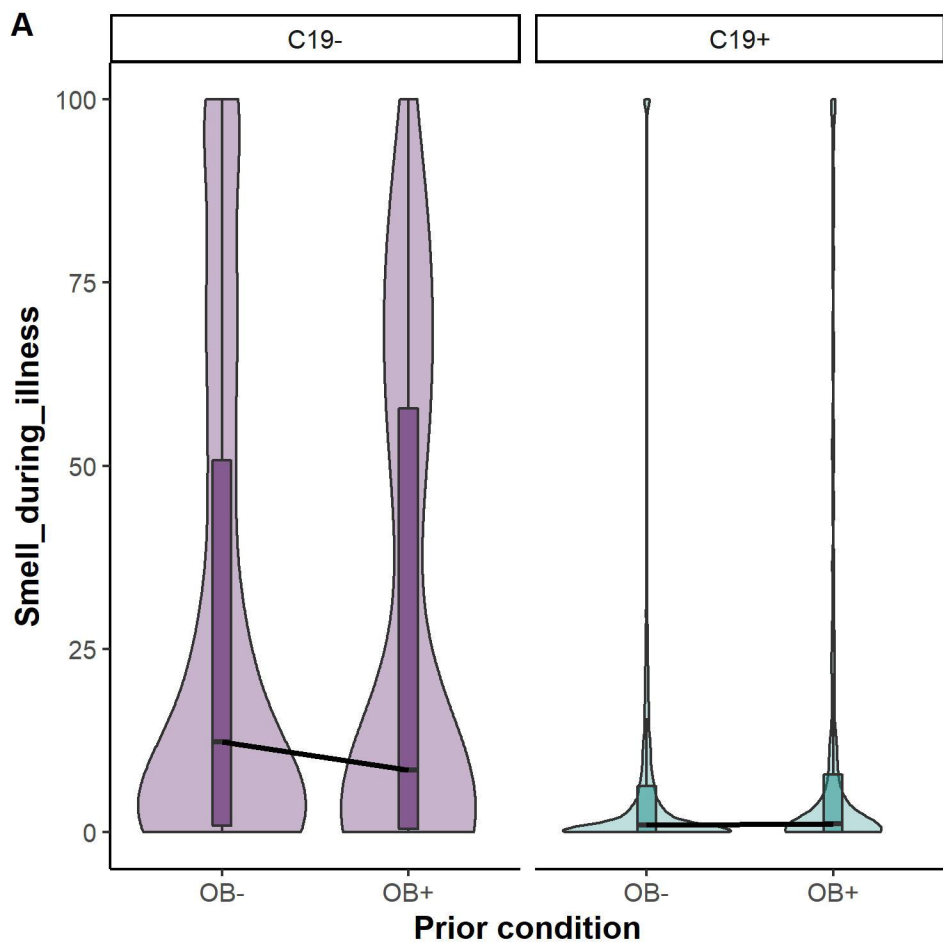 A
C19-
C19+
100
75
50
25
0
Smell_during_illness
OB-
OB+
OB-
OB+
Prior condition